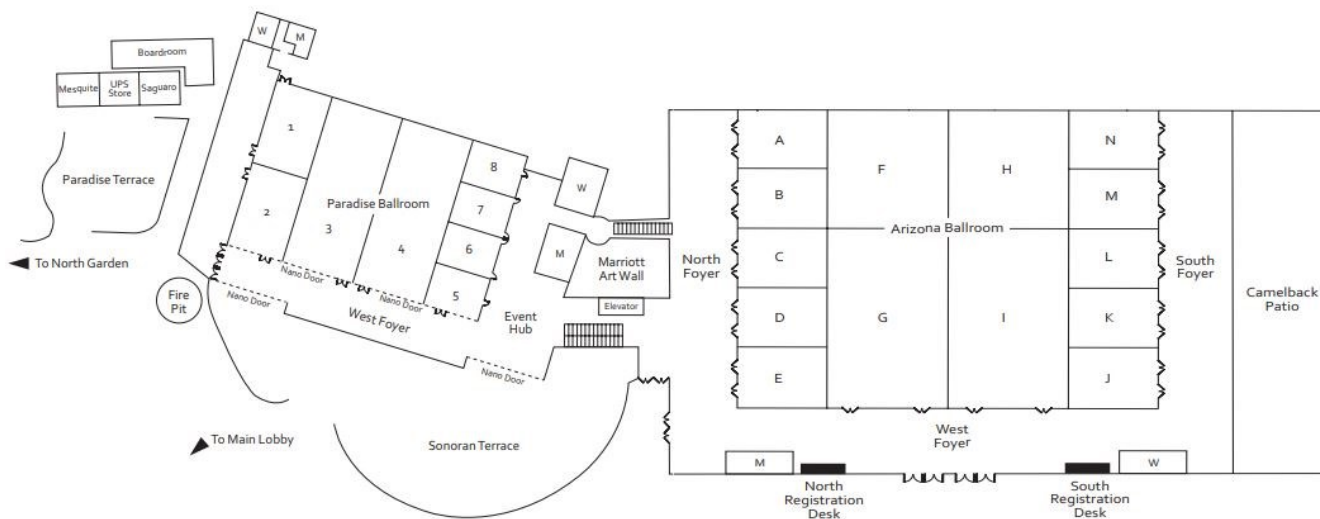 W
M
Boardroom
Mesquite
UPS
Store
Saguaro
Paradise Terrace
To North Garden
Fire
Pit
1
2
3
4
5
6
7
8
Paradise Ballroom
Nano Door
Nano Door
Nano Door
West Foyer
Event
Hub
Nano Door
W
M
Marriott
Art Wall
Elevator
To Main Lobby
Sonoran Terrace
North
Foyer
A
B
C
D
E
F
G
H
I
Arizona Ballroom
N
M
L
K
J
South
Foyer
Camelback
Patio
West
Foyer
M
North
Registration
Desk
South
Registration
Desk
W